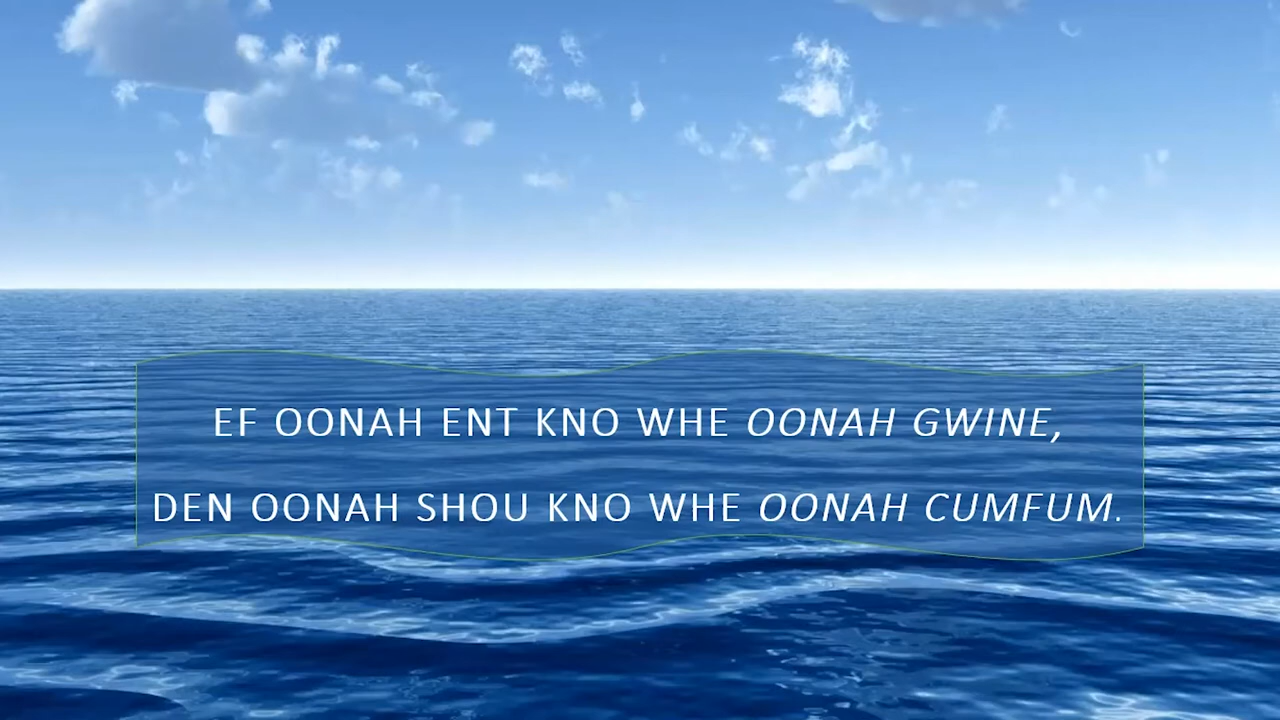 EF OONAH ENT KNO WHE OONAH GWINE,
DEN OONAH SHOU KNO WHE OONAH CUMFUM.